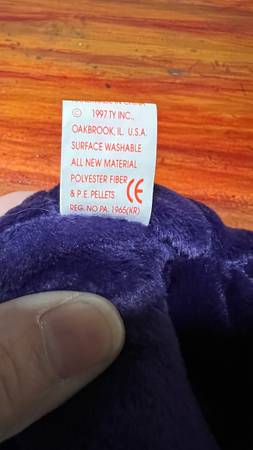 © 1997 TY INC.,
OAKBROOK, IL. U.S.A.
SURFACE WASHABLE
ALL NEW MATERIAL
POLYESTER FIBER
& P.E. PELLETS CE
REG. NO PA. 1965(KR)